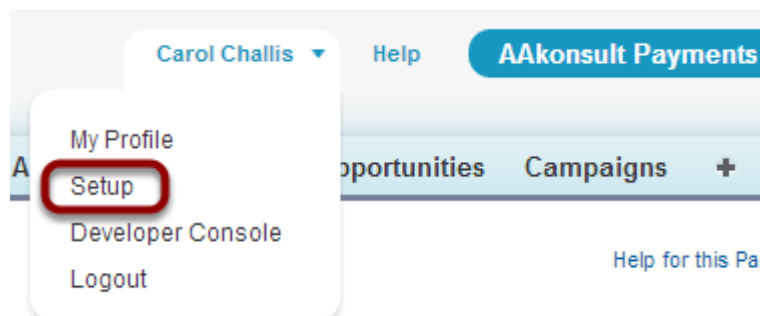 Carol Challis Help AAkonsult Payments
My Profile
A pportunities Campaigns +
Setup
Developer Console
Help for this Pa
Logout